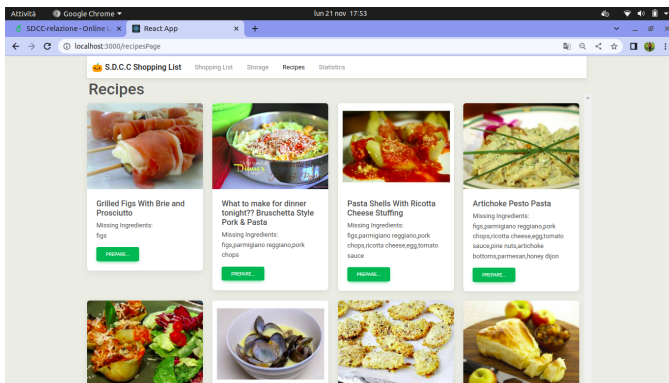 Attività
Google Chrome
lun 21 nov 17:53
SDCC-relazione - Online L
React App
localhost:3000/recipesPage
S.D.C.C Shopping List
Shopping List
Storage
Recipes
Statistics
Recipes
Grilled Figs With Brie and
Prosciutto
Missing Ingredients:
figs
PREPARE...
Dinner
What to make for dinner
tonight?? Bruschetta Style
Pork & Pasta
Missing Ingredients:
figs,parmigiano reggiano,pork
chops
PREPARE...
Pasta Shells With Ricotta
Cheese Stuffing
Missing Ingredients:
figs,parmigiano reggiano,pork
chops,ricotta cheese,egg,tomato
sauce
PREPARE...
Artichoke Pesto Pasta
Missing Ingredients:
figs,parmigiano reggiano,pork
chops,ricotta cheese,egg,tomato
sauce,pine nuts,artichoke
bottoms,parmesan,honey dijon
PREPARE...